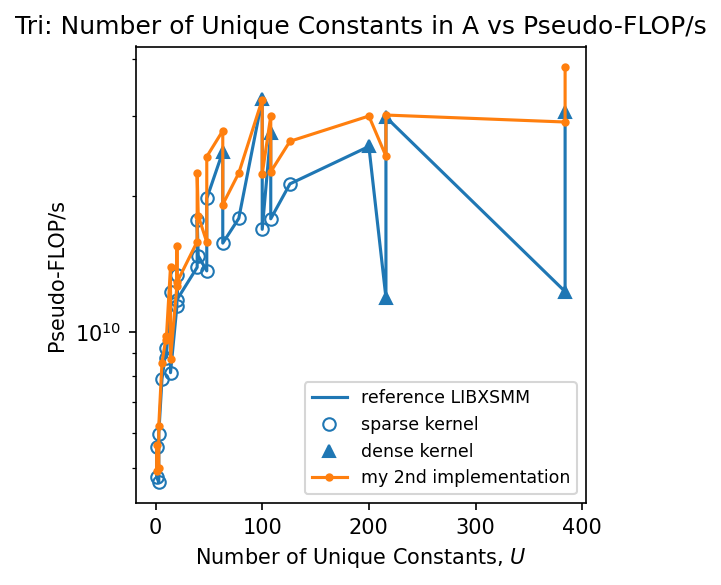 Tri: Number of Unique Constants in A vs Pseudo-FLOP/s
Pseudo-FLOP/s
10^10
reference LIBXSMM
sparse kernel
dense kernel
my 2nd implementation
0 100 200 300 400
Number of Unique Constants, U